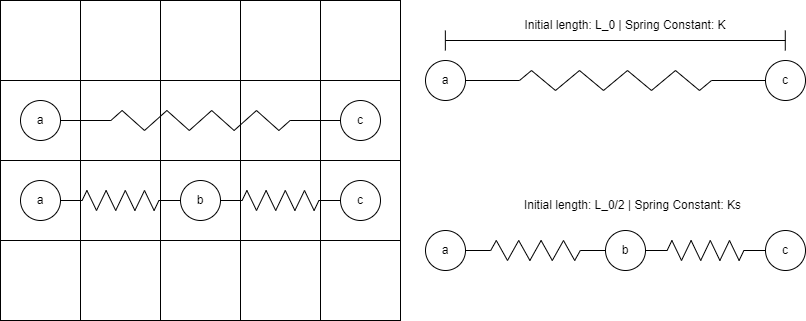 Initial length: L_0 | Spring Constant: K
a
c
a
c
a
b
c
Initial length: L_0/2 | Spring Constant: Ks
a
b
c